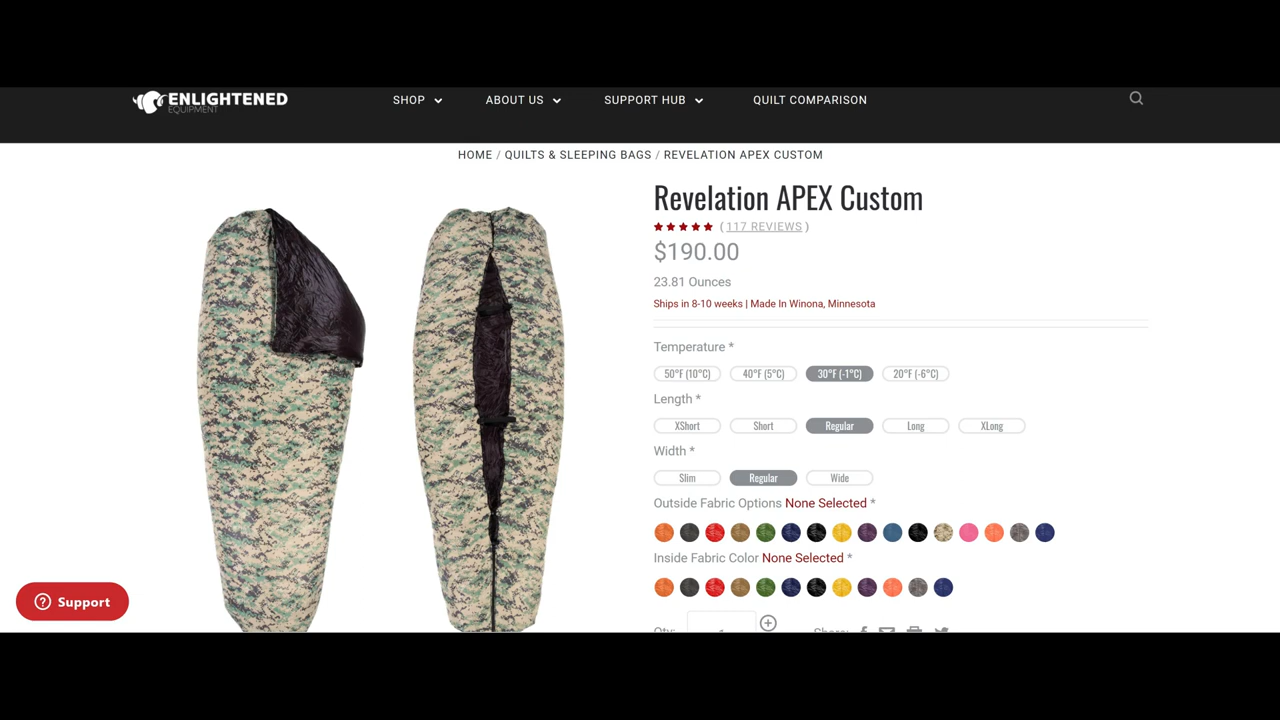 ENLIGHTENED
EQUIPMENT
SHOP ABOUT US SUPPORT HUB QUILT COMPARISON
HOME / QUILTS & SLEEPING BAGS / REVELATION APEX CUSTOM
Revelation APEX Custom
( 117 REVIEWS )
$190.00
23.81 Ounces
Ships in 8-10 weeks | Made In Winona, Minnesota
Temperature *
50°F (10°C) 40°F (5°C) 30°F (-1°C) 20°F (-6°C)
Length *
XShort Short Regular Long XLong
Width *
Slim Regular Wide
Outside Fabric Options None Selected *
Inside Fabric Color None Selected *
Support
Qty: Share: